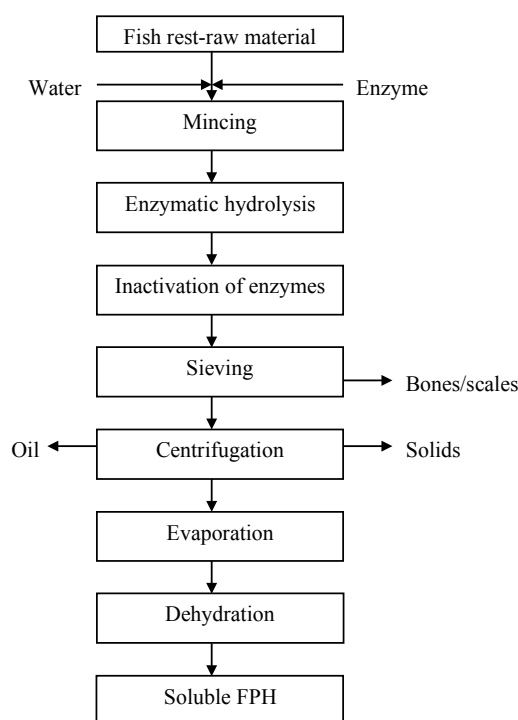 Fish rest-raw material
Water
Enzyme
Mincing
Enzymatic hydrolysis
Inactivation of enzymes
Sieving
Bones/scales
Oil
Centrifugation
Solids
Evaporation
Dehydration
Soluble FPH